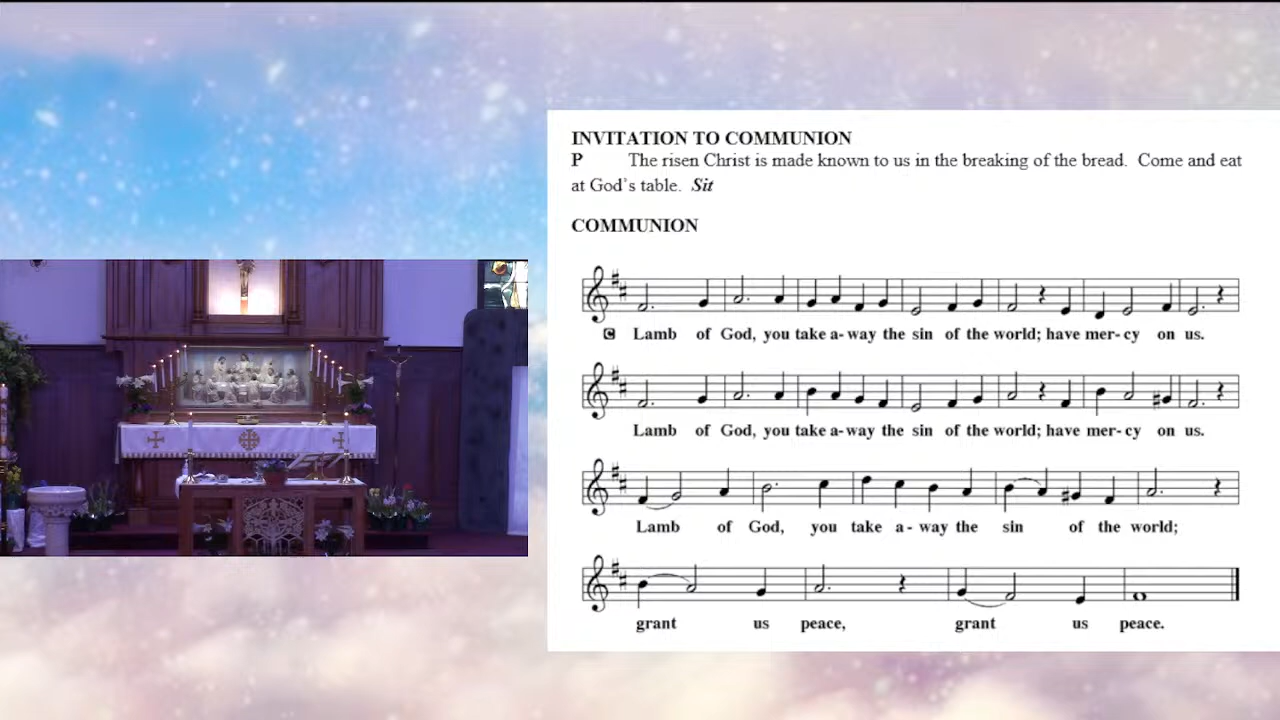 INVITATION TO COMMUNION
P The risen Christ is made known to us in the breaking of the bread. Come and eat
at God's table. Sit
COMMUNION
C Lamb of God, you take a-way the sin of the world; have mer-cy on us.
Lamb of God, you take a-way the sin of the world; have mer-cy on us.
Lamb of God, you take a-way the sin of the world;
grant us peace, grant us peace.